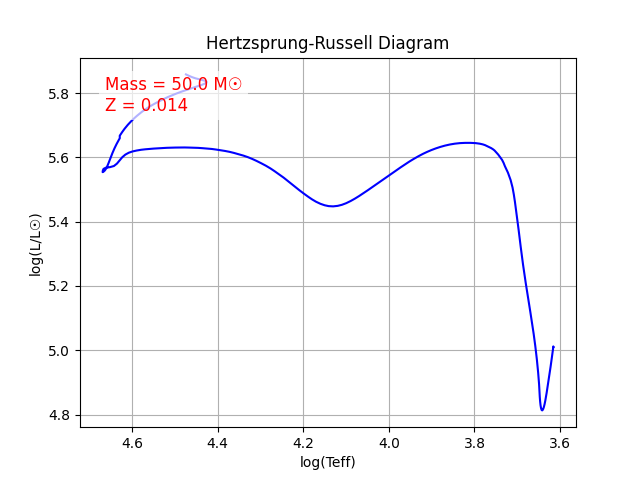 Hertzsprung-Russell Diagram
Mass = 50.0 M☉
Z = 0.014
log(L/L☉)
5.8
5.6
5.4
5.2
5.0
4.8
4.6
4.4
4.2
4.0
3.8
3.6
log(Teff)